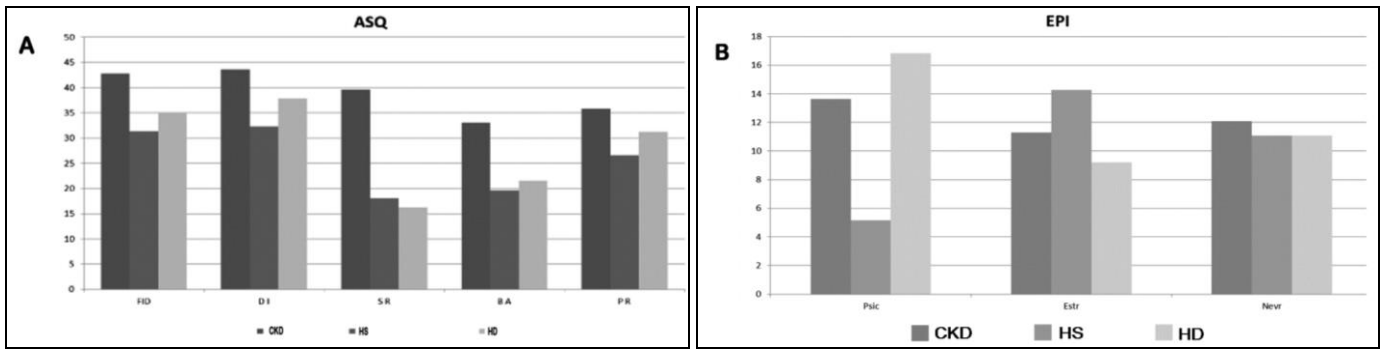 A
ASQ
50
45
40
35
30
25
20
15
10
5
0
FID DI SR BA PR
CKD HS HD
B
EPI
18
16
14
12
10
8
6
4
2
0
Psic Estr Nevr
CKD HS HD